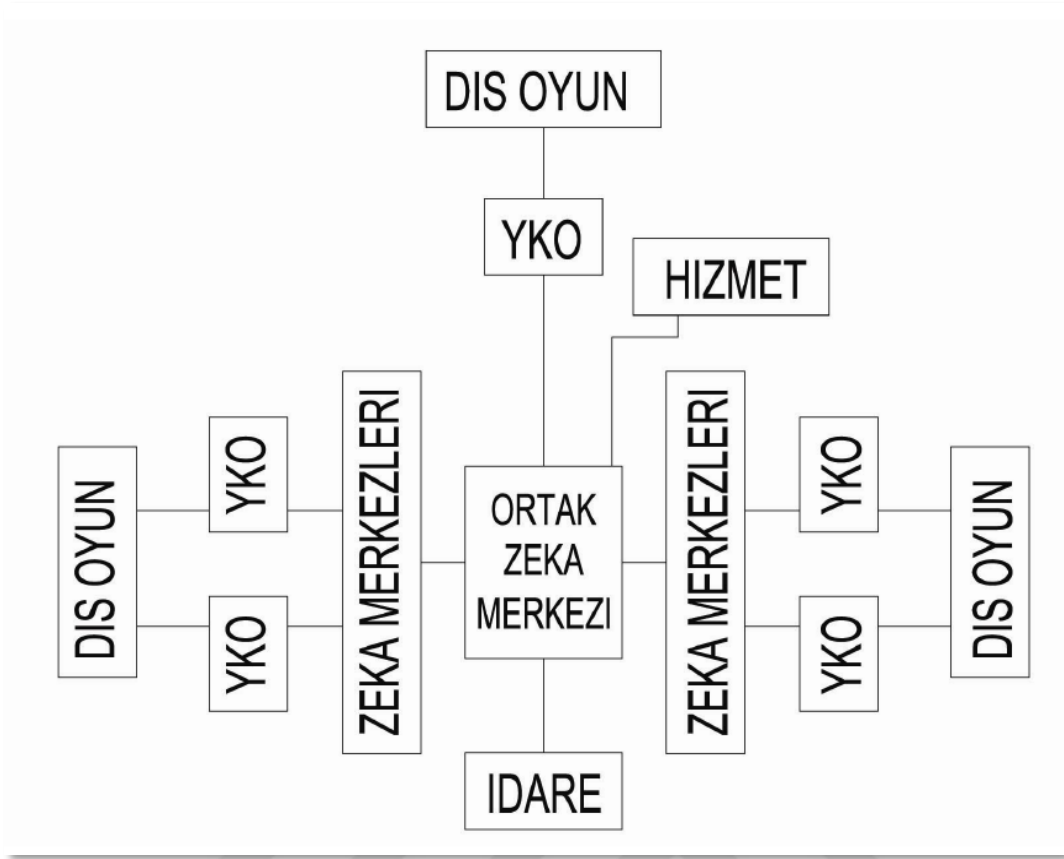 DIS OYUN
YKO
HIZMET
DIS OYUN
YKO
YKO
ZEKA MERKEZLERI
ORTAK
ZEKA
MERKEZI
ZEKA MERKEZLERI
YKO
YKO
DIS OYUN
IDARE